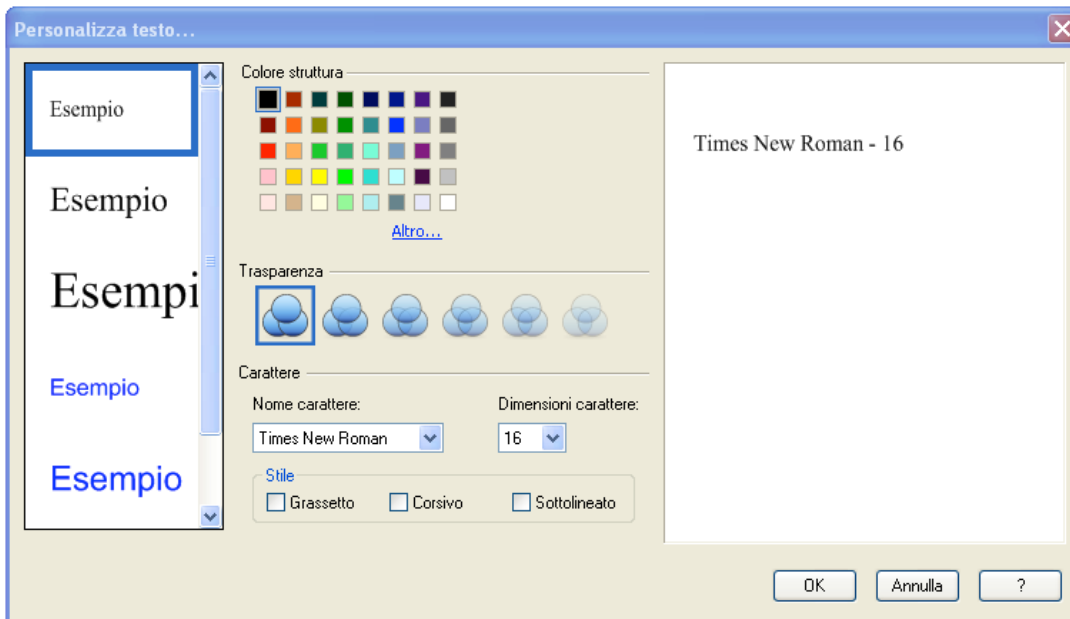 Personalizza testo...
Esempio
Esempio
Esempi
Esempio
Esempio
Colore struttura
Altro...
Trasparenza
Carattere
Nome carattere:
Dimensioni carattere:
Times New Roman
16
Stile
Grassetto
Corsivo
Sottolineato
Times New Roman - 16
OK
Annulla
?